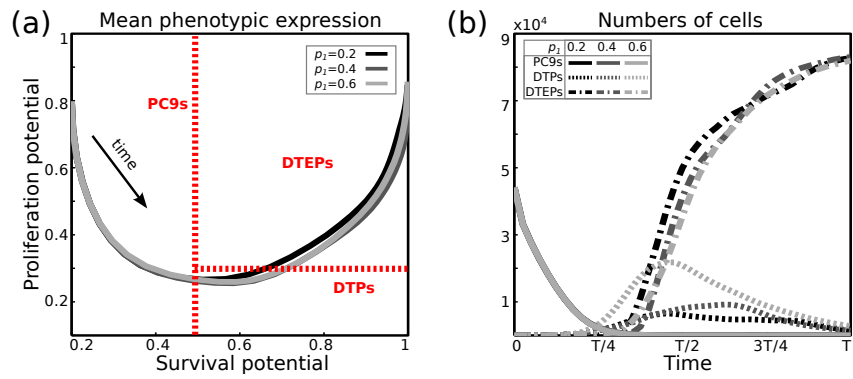 (a) Mean phenotypic expression
1
0.8
0.6
0.4
0.2
Proliferation potential
p1=0.2
p1=0.4
p1=0.6
PC9s
time
DTEPs
DTPs
0.2 0.4 0.6 0.8 1
Survival potential
(b) Numbers of cells
x10⁴
9
7
5
3
1
p1 0.2 0.4 0.6
PC9s
DTPs
DTEPs
0 T/4 T/2 3T/4 T
Time